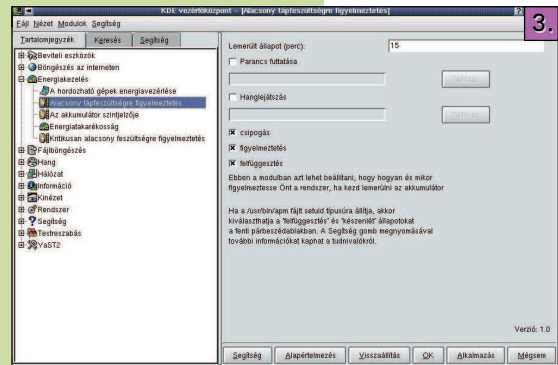 KDE vezérlőközpont – [Alacsony tápfeszültségre figyelmeztetés]
3.
Fájl Nézet Modulok Segítség
Tartalomjegyzék Keresés Segítség
Beviteli eszközök
Böngészés az interneten
Energiakezelés
A hordozható gépek energiavezérlése
Alacsony tápfeszültségre figyelmeztetés
Az akkumulátor szintjelzője
Energiatakarékosság
Kritikusan alacsony feszültségre figyelmeztetés
Fájlböngészés
Hang
Hálózat
Információ
Kinézet
Rendszer
Segítség
Testreszabás
YaST2
Lemerült állapot (perc): 15
Parancs futtatása
Tallózás
Hanglejátszás
Tallózás
csipogás
figyelmeztetés
felfüggesztés
Ebben a modulban azt lehet beállítani, hogy hogyan és mikor
figyelmeztesse Önt a rendszer, ha kezd lemerülni az akkumulátor
Ha a /usr/bin/apm fájlt setuid típusúra állítja, akkor
kiválaszthatja a 'felfüggesztés' és 'készenlét' állapotokat
a fenti párbeszédablakban. A Segítség gomb megnyomásával
további információkat kaphat a tudnivalókról.
Verzió: 1.0
Segítség Alapértelmezés Visszaállítás OK Alkalmazás Mégsem